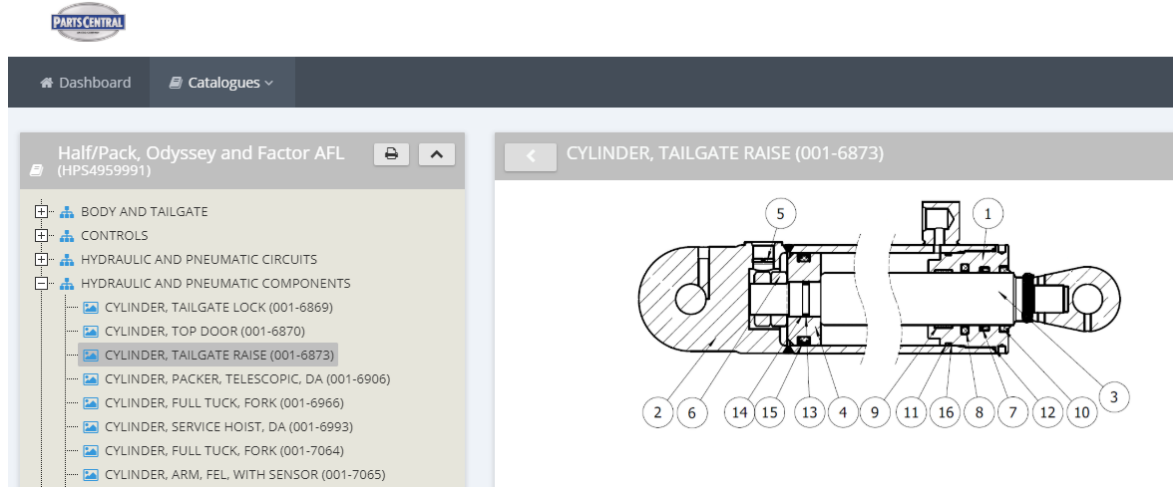 PARTS CENTRAL
Dashboard
Catalogues
Half/Pack, Odyssey and Factor AFL
(HPS4959991)
BODY AND TAILGATE
CONTROLS
HYDRAULIC AND PNEUMATIC CIRCUITS
HYDRAULIC AND PNEUMATIC COMPONENTS
CYLINDER, TAILGATE LOCK (001-6869)
CYLINDER, TOP DOOR (001-6870)
CYLINDER, TAILGATE RAISE (001-6873)
CYLINDER, PACKER, TELESCOPIC, DA (001-6906)
CYLINDER, FULL TUCK, FORK (001-6966)
CYLINDER, SERVICE HOIST, DA (001-6993)
CYLINDER, FULL TUCK, FORK (001-7064)
CYLINDER, ARM, FEL, WITH SENSOR (001-7065)
CYLINDER, TAILGATE RAISE (001-6873)
5 1
2 6 14 15 13 4 9 11 16 8 7 12 10 3